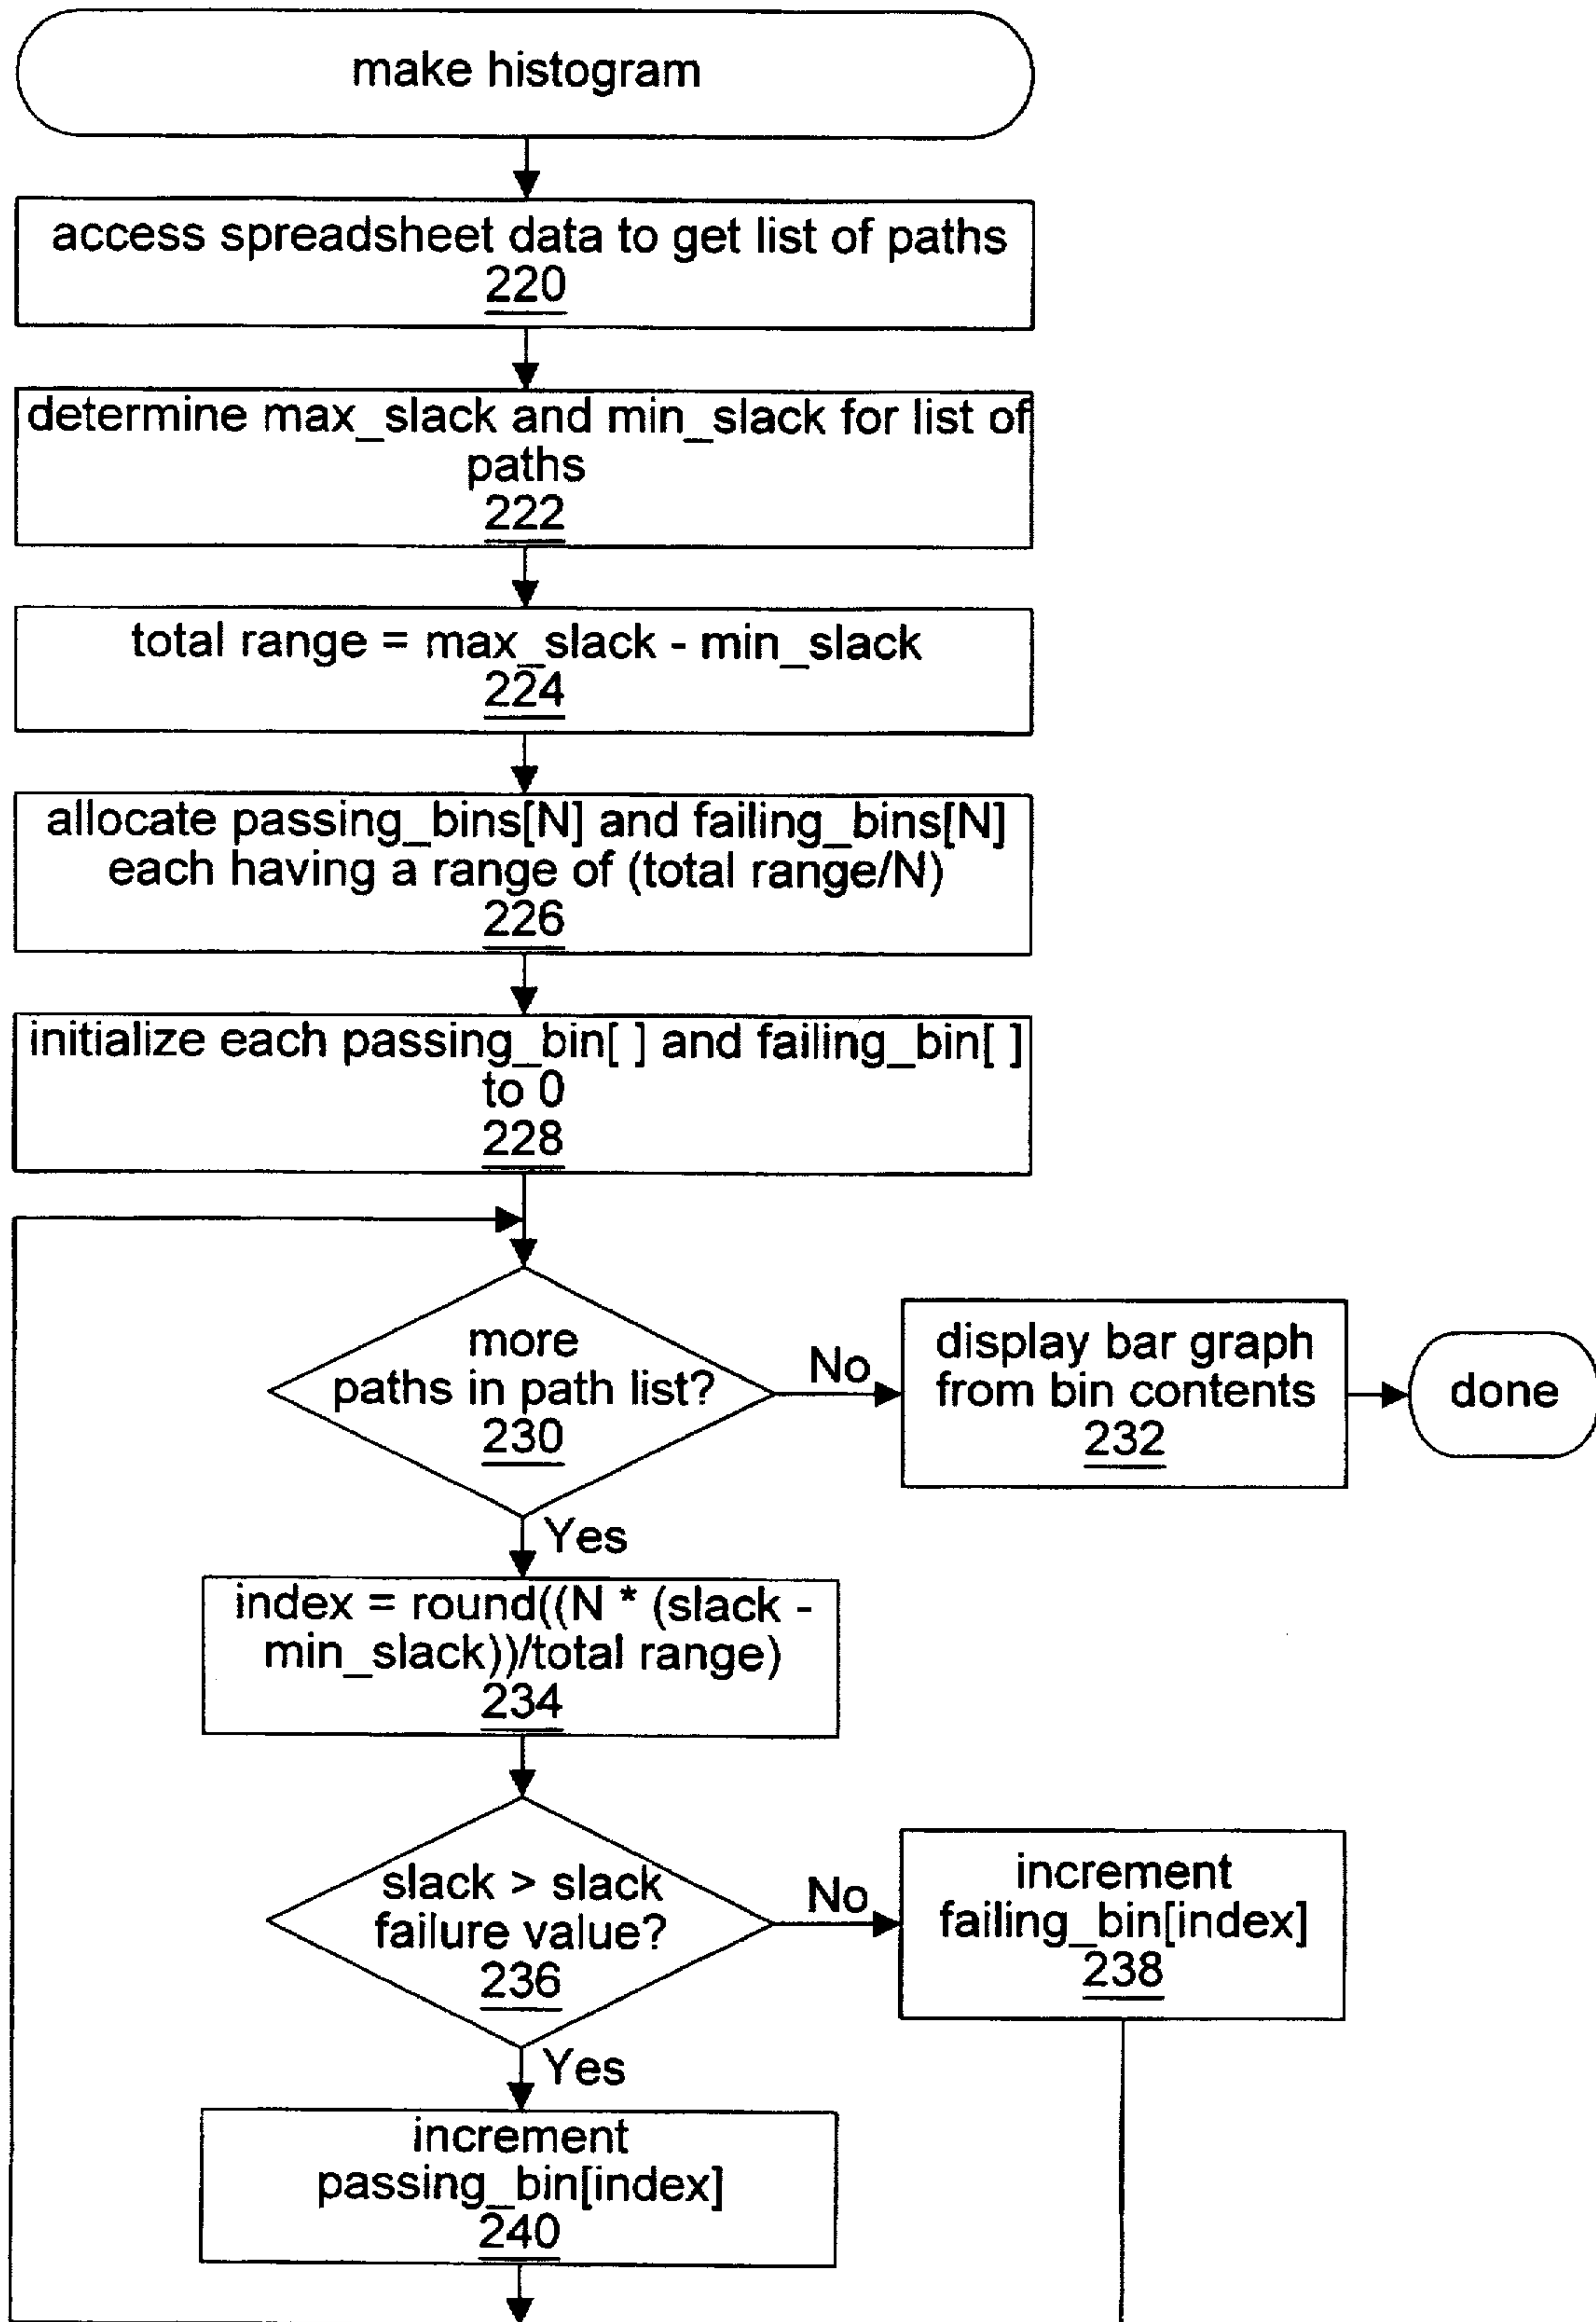 make histogram
access spreadsheet data to get list of paths
220
determine max_slack and min_slack for list of
paths
222
total range = max_slack - min_slack
224
allocate passing_bins[N] and failing_bins[N]
each having a range of (total range/N)
226
initialize each passing_bin[ ] and failing_bin[ ]
to 0
228
more
paths in path list?
230
No
display bar graph
from bin contents
232
done
Yes
index = round((N * (slack -
min_slack))/total range)
234
slack > slack
failure value?
236
No
increment
failing_bin[index]
238
Yes
increment
passing_bin[index]
240